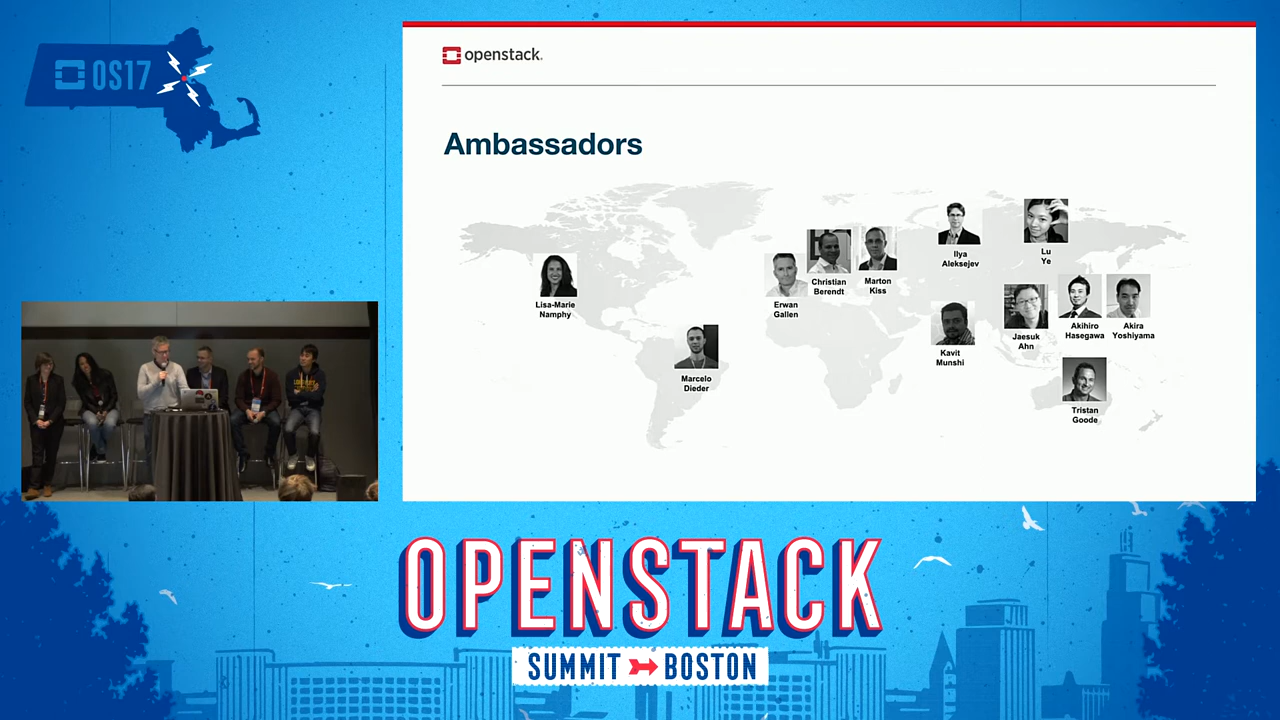 OS17
openstack.
Ambassadors
Lisa-Marie
Namphy
Marcelo
Dieder
Erwan
Gallen
Christian
Berendt
Marton
Kiss
Ilya
Aleksejev
Lu
Ye
Kavit
Munshi
Jaesuk
Ahn
Akihiro
Hasegawa
Akira
Yoshiyama
Tristan
Goode
OPENSTACK
SUMMIT BOSTON